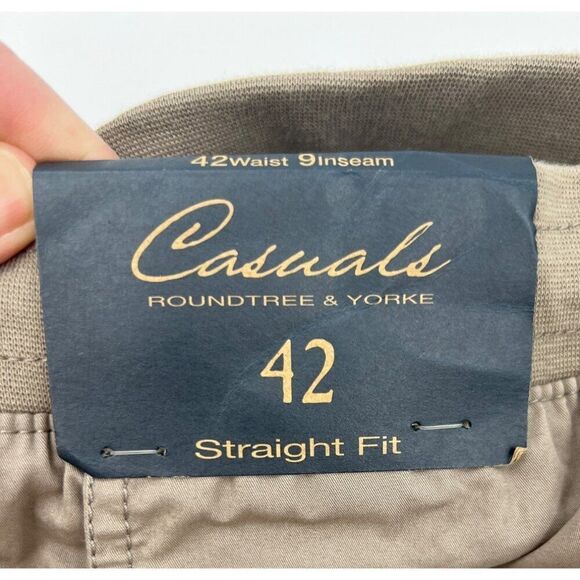 42Waist 9Inseam
Casuals
ROUNDTREE & YORKE
42
Straight Fit